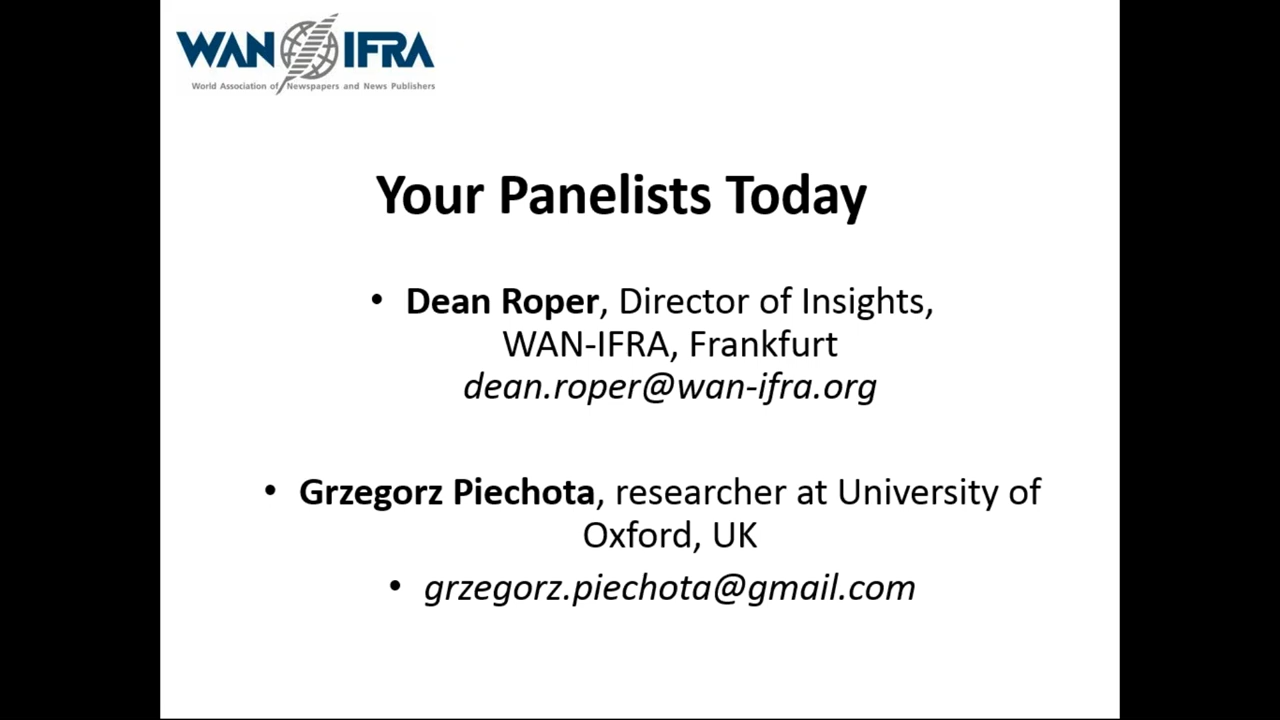 WAN IFRA
World Association of Newspapers and News Publishers
Your Panelists Today
• Dean Roper, Director of Insights,
WAN-IFRA, Frankfurt
dean.roper@wan-ifra.org
• Grzegorz Piechota, researcher at University of
Oxford, UK
• grzegorz.piechota@gmail.com